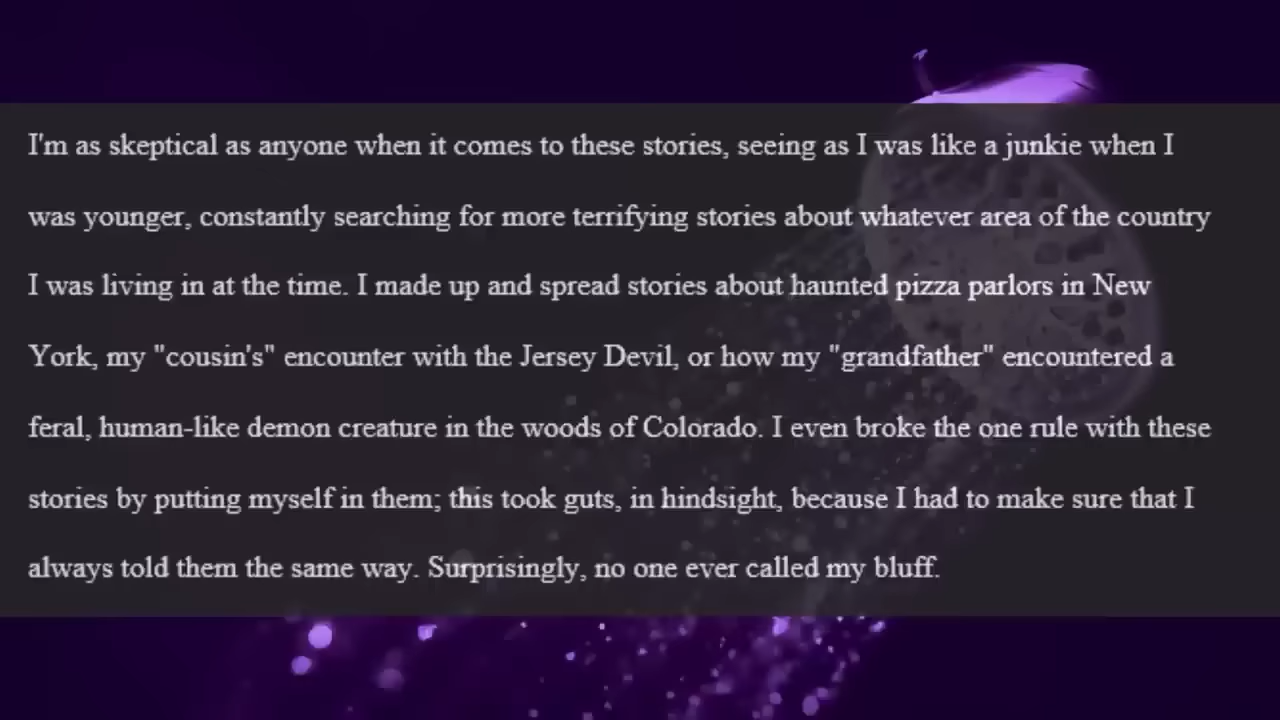 I'm as skeptical as anyone when it comes to these stories, seeing as I was like a junkie when I
was younger, constantly searching for more terrifying stories about whatever area of the country
I was living in at the time. I made up and spread stories about haunted pizza parlors in New
York, my "cousin's" encounter with the Jersey Devil, or how my "grandfather" encountered a
feral, human-like demon creature in the woods of Colorado. I even broke the one rule with these
stories by putting myself in them; this took guts, in hindsight, because I had to make sure that I
always told them the same way. Surprisingly, no one ever called my bluff.